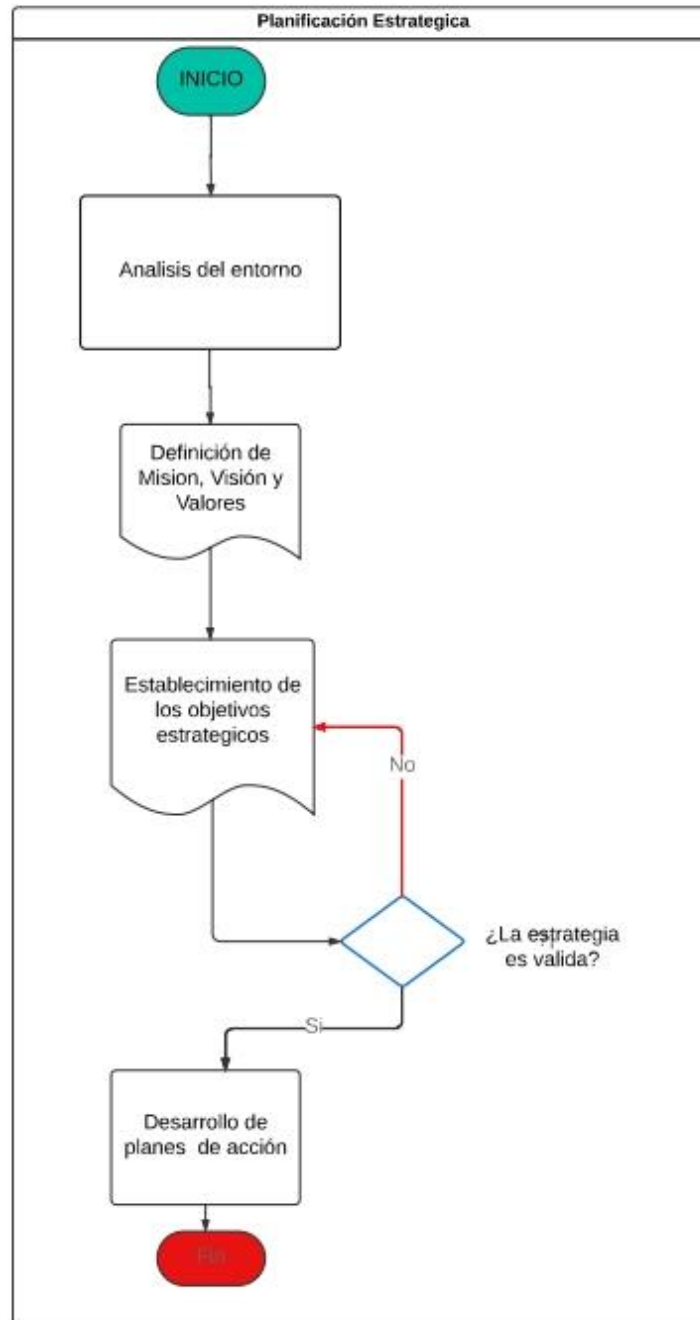 Planificación Estrategica
INICIO
Analisis del entorno
Definición de
Mision, Visión y
Valores
Establecimiento de
los objetivos
estrategicos
No
¿La estrategia
es valida?
Si
Desarrollo de
planes de acción
Fin